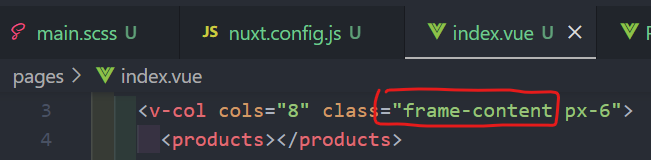 main.scss U JS nuxt.config.js U index.vue U
pages > index.vue
3 <v-col cols="8" class="frame-content px-6">
4 <products></products>